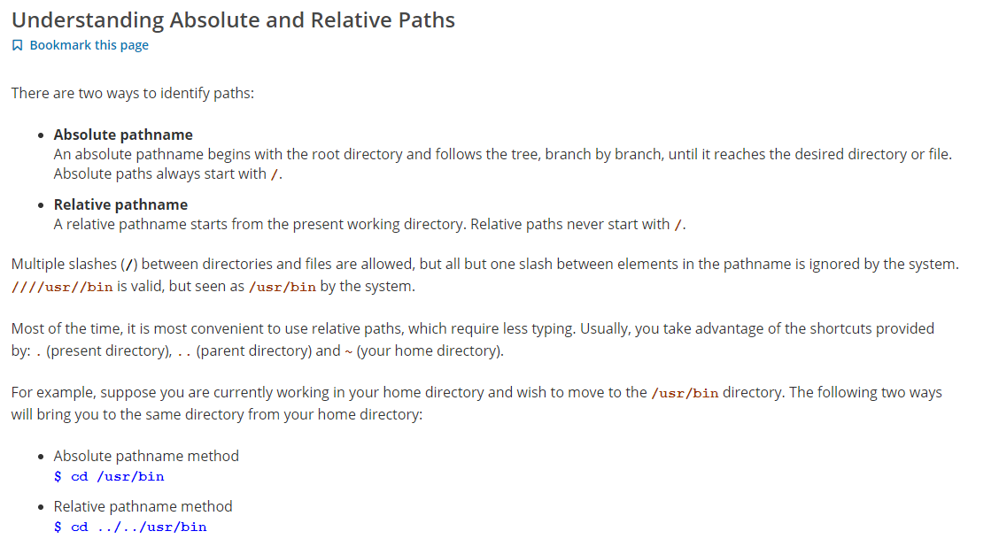 Understanding Absolute and Relative Paths
Bookmark this page
There are two ways to identify paths:
• Absolute pathname
An absolute pathname begins with the root directory and follows the tree, branch by branch, until it reaches the desired directory or file.
Absolute paths always start with /.
• Relative pathname
A relative pathname starts from the present working directory. Relative paths never start with /.
Multiple slashes (/) between directories and files are allowed, but all but one slash between elements in the pathname is ignored by the system.
////usr//bin is valid, but seen as /usr/bin by the system.
Most of the time, it is most convenient to use relative paths, which require less typing. Usually, you take advantage of the shortcuts provided
by: . (present directory), .. (parent directory) and ~ (your home directory).
For example, suppose you are currently working in your home directory and wish to move to the /usr/bin directory. The following two ways
will bring you to the same directory from your home directory:
• Absolute pathname method
$ cd /usr/bin
• Relative pathname method
$ cd ../../usr/bin